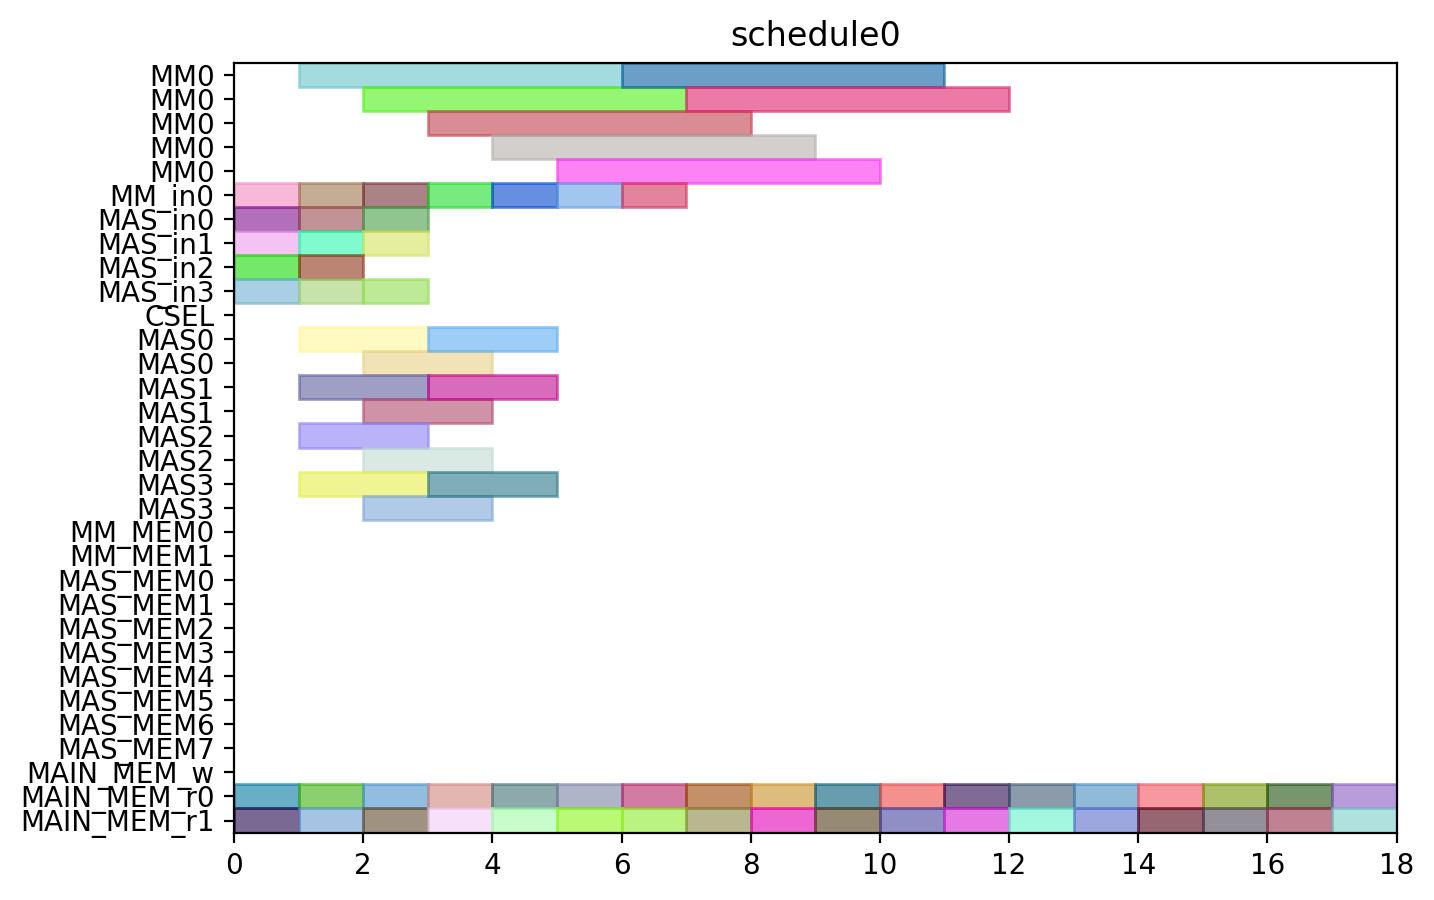 schedule0
MM0
MM0
MM0
MM0
MM0
MM_in0
MAS_in0
MAS_in1
MAS_in2
MAS_in3
CSEL
MAS0
MAS0
MAS1
MAS1
MAS2
MAS2
MAS3
MAS3
MM_MEM0
MM_MEM1
MAS_MEM0
MAS_MEM1
MAS_MEM2
MAS_MEM3
MAS_MEM4
MAS_MEM5
MAS_MEM6
MAS_MEM7
MAIN_MEM_w
MAIN_MEM_r0
MAIN_MEM_r1
0 2 4 6 8 10 12 14 16 18